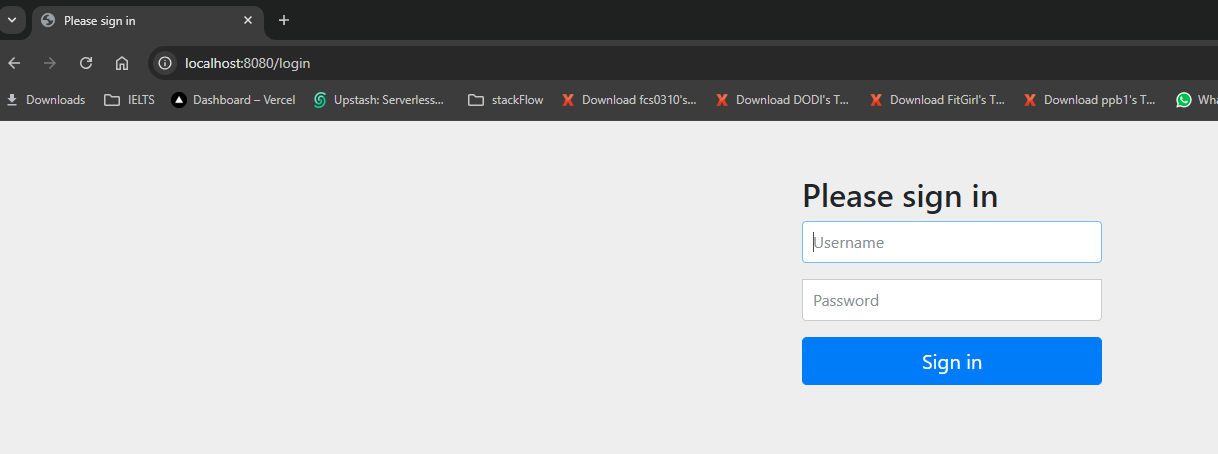 Please sign in
localhost:8080/login
Downloads IELTS Dashboard – Vercel Upstash: Serverless... stackFlow Download fcs0310's... Download DODI's T... Download FitGirl's T... Download ppb1's T... Wha
Please sign in
Username
Password
Sign in